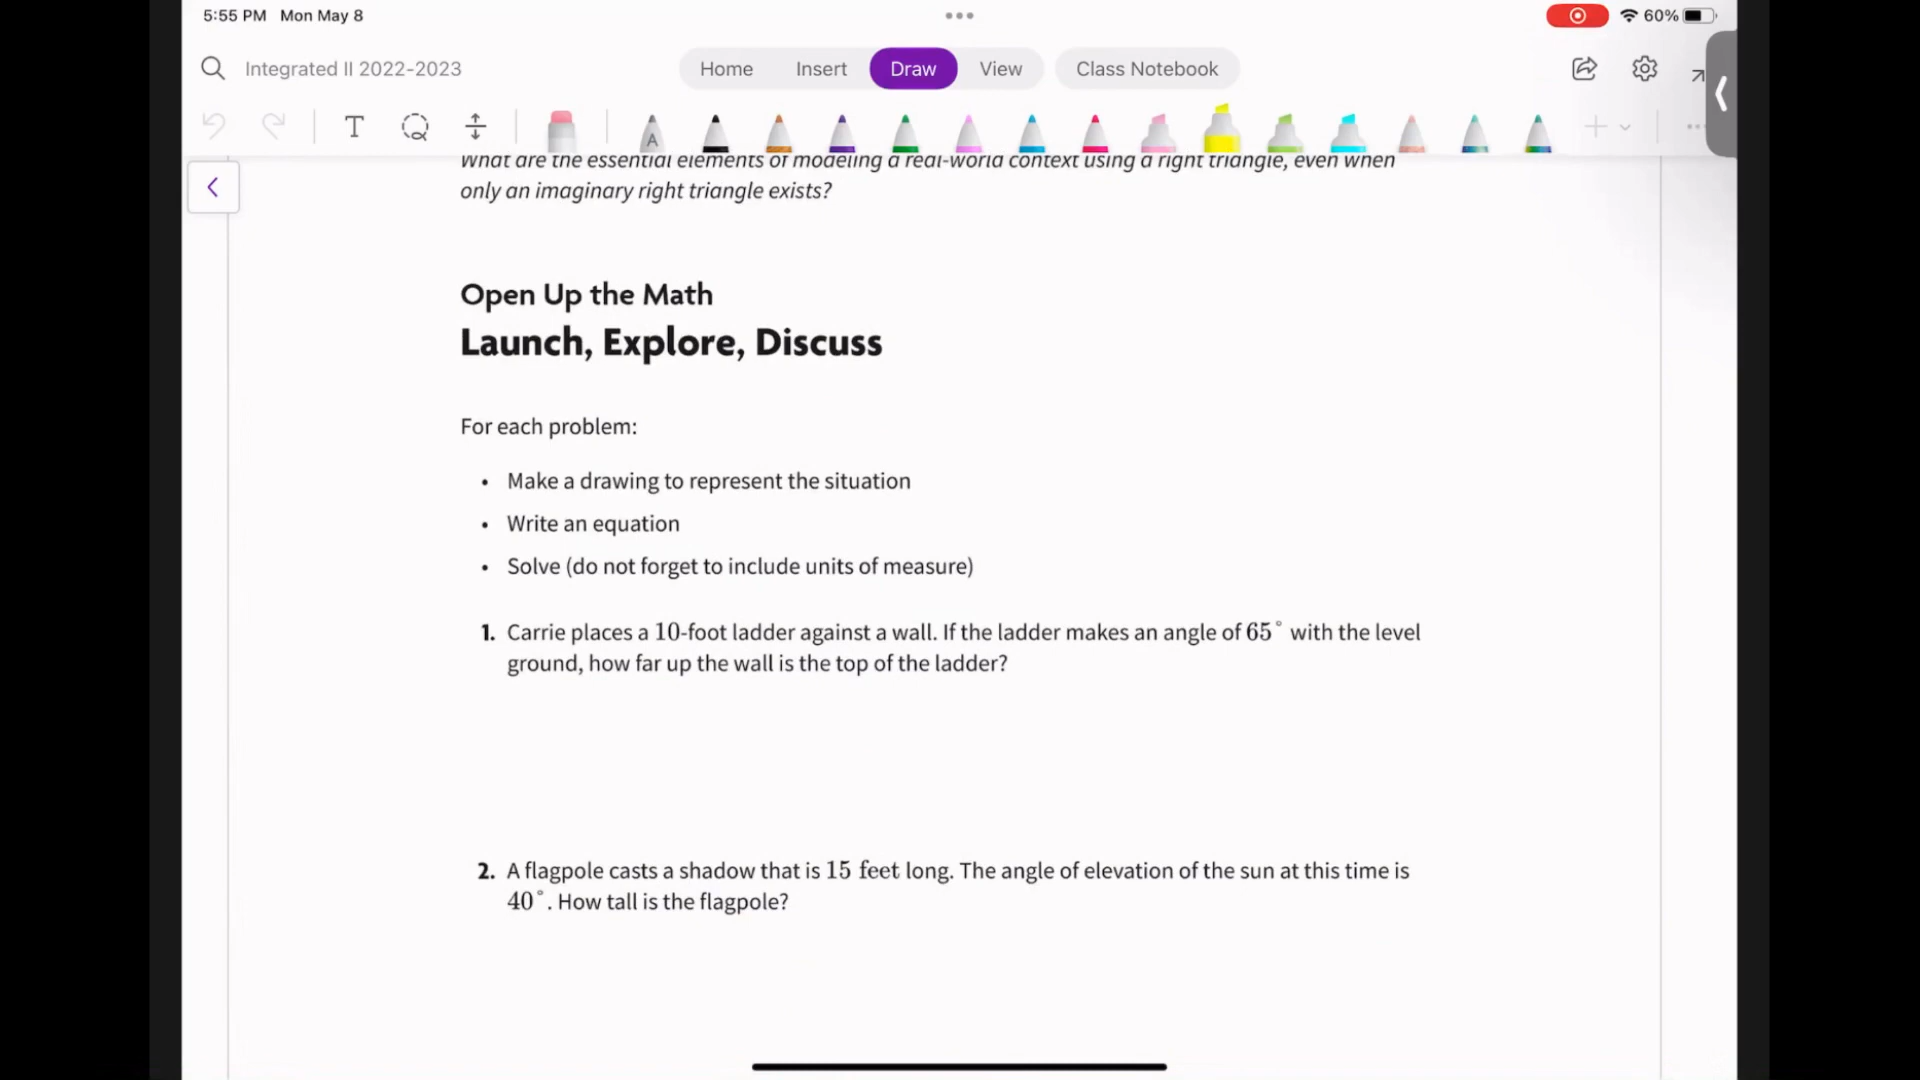 5:55 PM Mon May 8
60%
Integrated II 2022-2023
Home Insert Draw View Class Notebook
T
A
What are the essential elements of modeling a real-world context using a right triangle, even when
only an imaginary right triangle exists?
Open Up the Math
Launch, Explore, Discuss
For each problem:
• Make a drawing to represent the situation
• Write an equation
• Solve (do not forget to include units of measure)
1. Carrie places a 10-foot ladder against a wall. If the ladder makes an angle of 65° with the level
ground, how far up the wall is the top of the ladder?
2. A flagpole casts a shadow that is 15 feet long. The angle of elevation of the sun at this time is
40°. How tall is the flagpole?